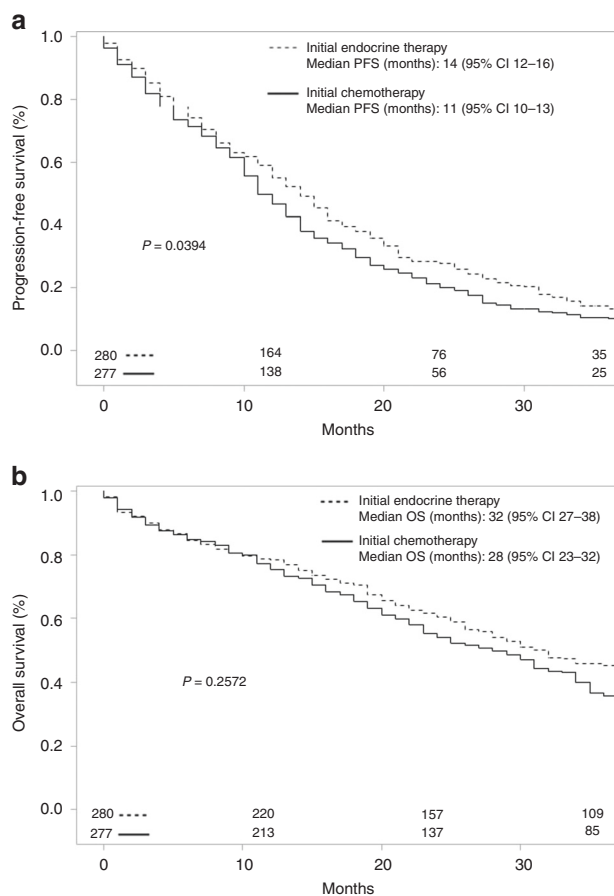 a
1.0
0.8
0.6
0.4
0.2
0.0
Progression-free survival (%)
Initial endocrine therapy
Median PFS (months): 14 (95% CI 12–16)
Initial chemotherapy
Median PFS (months): 11 (95% CI 10–13)
P = 0.0394
280 164 76 35
277 138 56 25
0 10 20 30
Months
b
1.0
0.8
0.6
0.4
0.2
0.0
Overall survival (%)
Initial endocrine therapy
Median OS (months): 32 (95% CI 27–38)
Initial chemotherapy
Median OS (months): 28 (95% CI 23–32)
P = 0.2572
280 220 157 109
277 213 137 85
0 10 20 30
Months